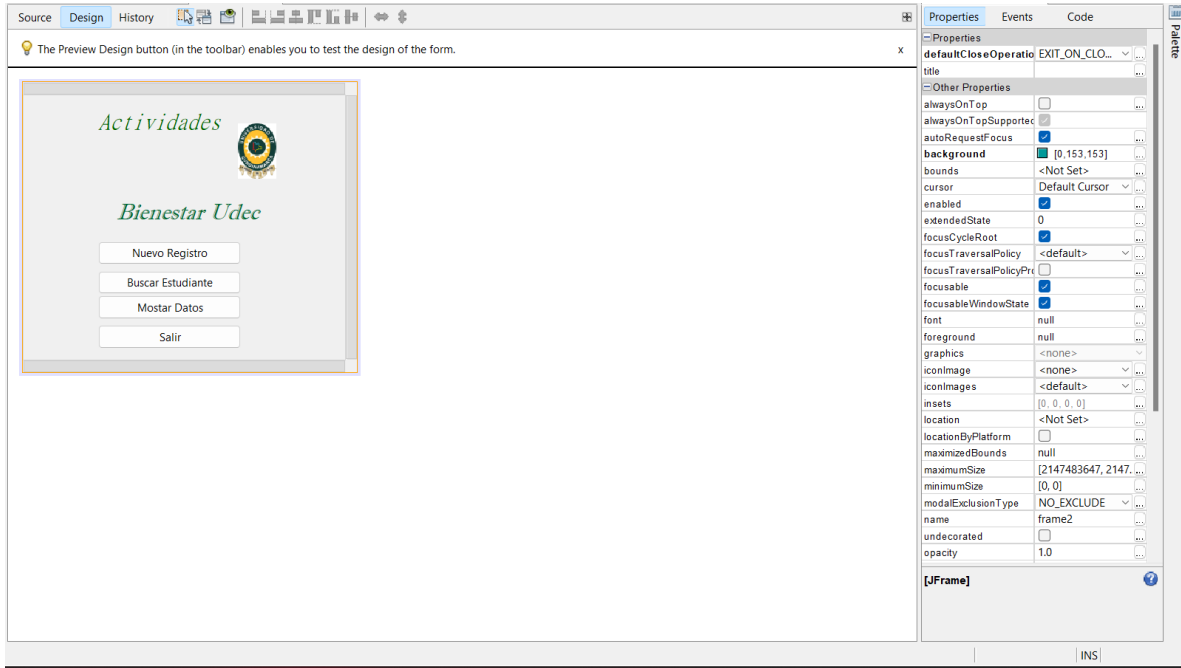 Source Design History
The Preview Design button (in the toolbar) enables you to test the design of the form. x
Actividades
Bienestar Udec
Nuevo Registro
Buscar Estudiante
Mostar Datos
Salir
Properties Events Code
Palette
Properties
defaultCloseOperatio EXIT_ON_CLO... ...
title ...
Other Properties
alwaysOnTop ...
alwaysOnTopSupported
autoRequestFocus ...
background [0,153,153] ...
bounds <Not Set> ...
cursor Default Cursor ...
enabled ...
extendedState 0 ...
focusCycleRoot ...
focusTraversalPolicy <default> ...
focusTraversalPolicyPro ...
focusable ...
focusableWindowState ...
font null ...
foreground null ...
graphics <none>
iconImage <none> ...
iconImages <default> ...
insets [0, 0, 0, 0] ...
location <Not Set> ...
locationByPlatform ...
maximizedBounds null ...
maximumSize [2147483647, 2147. ...
minimumSize [0, 0] ...
modalExclusionType NO_EXCLUDE ...
name frame2 ...
undecorated ...
opacity 1.0 ...
[JFrame] ?
INS